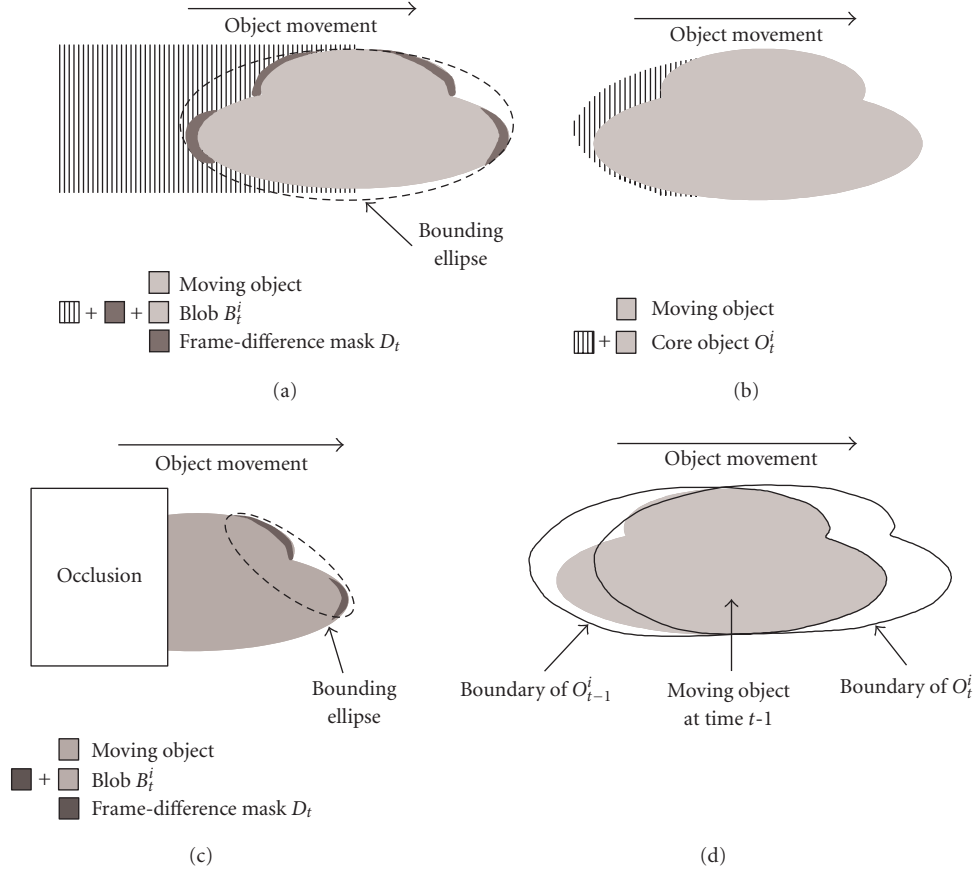 Object movement
Bounding
ellipse
Moving object
+ + Blob $B_t^i$
Frame-difference mask $D_t$
(a)
Object movement
Moving object
+ Core object $O_t^i$
(b)
Object movement
Occlusion
Bounding
ellipse
Moving object
+ Blob $B_t^i$
Frame-difference mask $D_t$
(c)
Object movement
Boundary of $O_{t-1}^i$
Moving object
at time t-1
Boundary of $O_t^i$
(d)